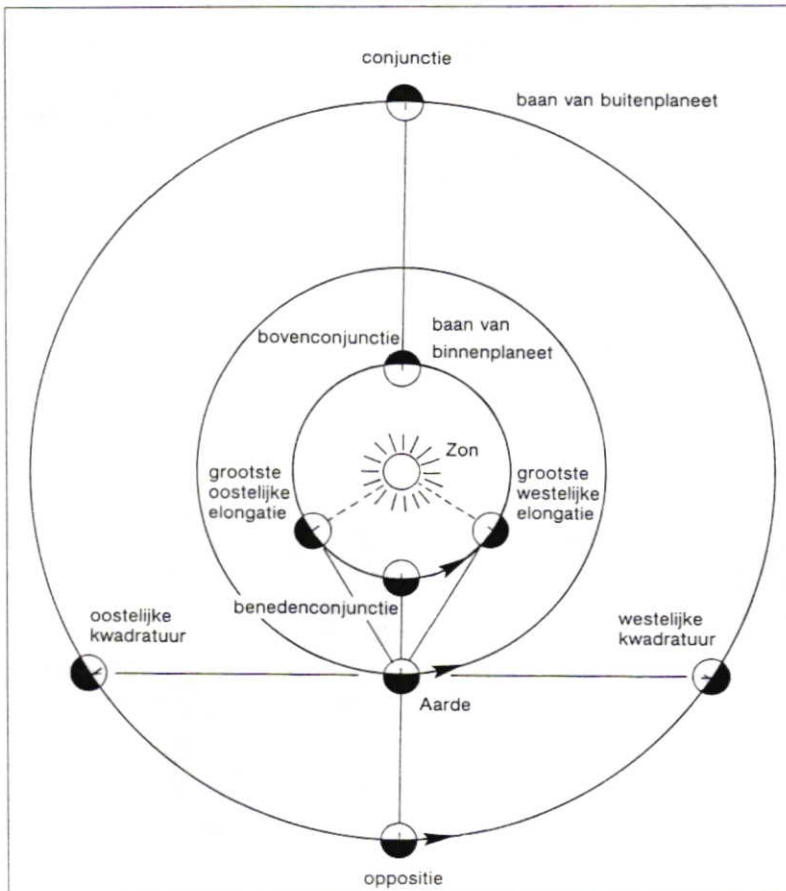 conjunctie
baan van buitenplaneet
bovenconjunctie
baan van
binnenplaneet
Zon
grootste
oostelijke
elongatie
grootste
westelijke
elongatie
benedenconjunctie
oostelijke
kwadratuur
westelijke
kwadratuur
Aarde
oppositie